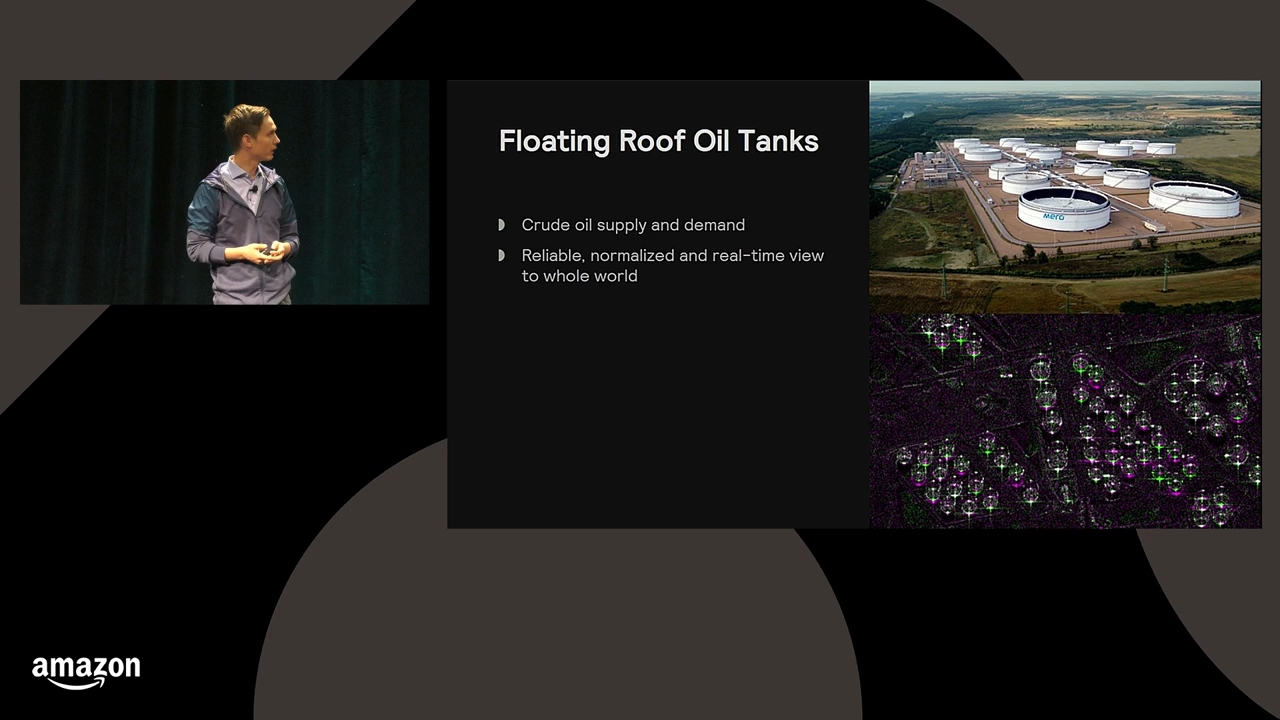 Floating Roof Oil Tanks
Crude oil supply and demand
Reliable, normalized and real-time view
to whole world
mero
amazon